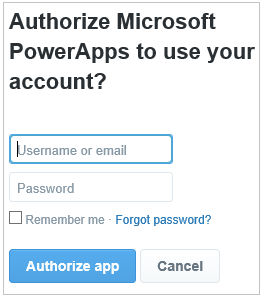 Authorize Microsoft
PowerApps to use your
account?
Username or email
Password
Remember me · Forgot password?
Authorize app
Cancel